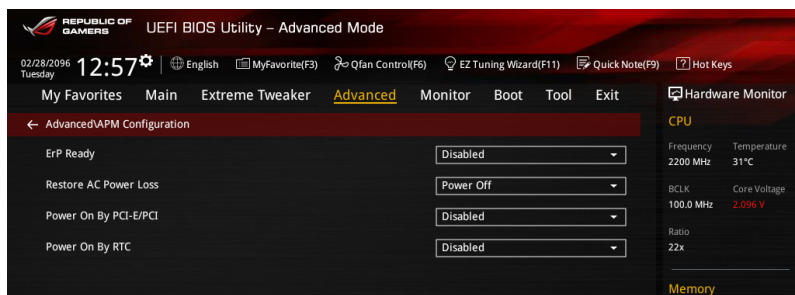 REPUBLIC OF
GAMERS
UEFI BIOS Utility – Advanced Mode
02/28/2096
Tuesday
12:57
English
MyFavorite(F3)
Qfan Control(F6)
EZ Tuning Wizard(F11)
Quick Note(F9)
? Hot Keys
My Favorites Main Extreme Tweaker Advanced Monitor Boot Tool Exit
Hardware Monitor
← Advanced\APM Configuration
ErP Ready Disabled
Restore AC Power Loss Power Off
Power On By PCI-E/PCI Disabled
Power On By RTC Disabled
CPU
Frequency Temperature
2200 MHz 31°C
BCLK Core Voltage
100.0 MHz 2.096 V
Ratio
22x
Memory